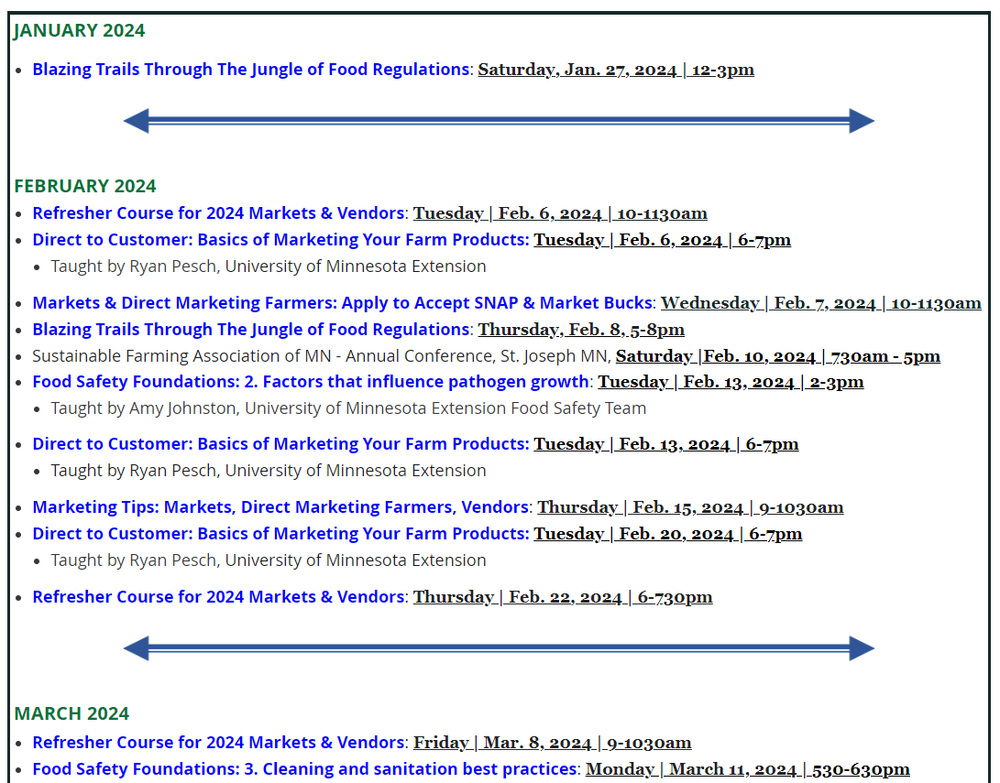 JANUARY 2024
Blazing Trails Through The Jungle of Food Regulations: Saturday, Jan. 27, 2024 | 12-3pm
FEBRUARY 2024
Refresher Course for 2024 Markets & Vendors: Tuesday | Feb. 6, 2024 | 10-1130am
Direct to Customer: Basics of Marketing Your Farm Products: Tuesday | Feb. 6, 2024 | 6-7pm
Taught by Ryan Pesch, University of Minnesota Extension
Markets & Direct Marketing Farmers: Apply to Accept SNAP & Market Bucks: Wednesday | Feb. 7, 2024 | 10-1130am
Blazing Trails Through The Jungle of Food Regulations: Thursday, Feb. 8, 5-8pm
Sustainable Farming Association of MN - Annual Conference, St. Joseph MN, Saturday |Feb. 10, 2024 | 730am - 5pm
Food Safety Foundations: 2. Factors that influence pathogen growth: Tuesday | Feb. 13, 2024 | 2-3pm
Taught by Amy Johnston, University of Minnesota Extension Food Safety Team
Direct to Customer: Basics of Marketing Your Farm Products: Tuesday | Feb. 13, 2024 | 6-7pm
Taught by Ryan Pesch, University of Minnesota Extension
Marketing Tips: Markets, Direct Marketing Farmers, Vendors: Thursday | Feb. 15, 2024 | 9-1030am
Direct to Customer: Basics of Marketing Your Farm Products: Tuesday | Feb. 20, 2024 | 6-7pm
Taught by Ryan Pesch, University of Minnesota Extension
Refresher Course for 2024 Markets & Vendors: Thursday | Feb. 22, 2024 | 6-730pm
MARCH 2024
Refresher Course for 2024 Markets & Vendors: Friday | Mar. 8, 2024 | 9-1030am
Food Safety Foundations: 3. Cleaning and sanitation best practices: Monday | March 11, 2024 | 530-630pm